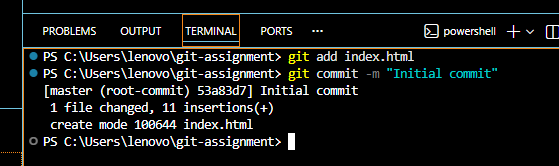 PROBLEMS OUTPUT TERMINAL PORTS ... powershell + ...
PS C:\Users\lenovo\git-assignment> git add index.html
PS C:\Users\lenovo\git-assignment> git commit -m "Initial commit"
[master (root-commit) 53a83d7] Initial commit
 1 file changed, 11 insertions(+)
 create mode 100644 index.html
PS C:\Users\lenovo\git-assignment>